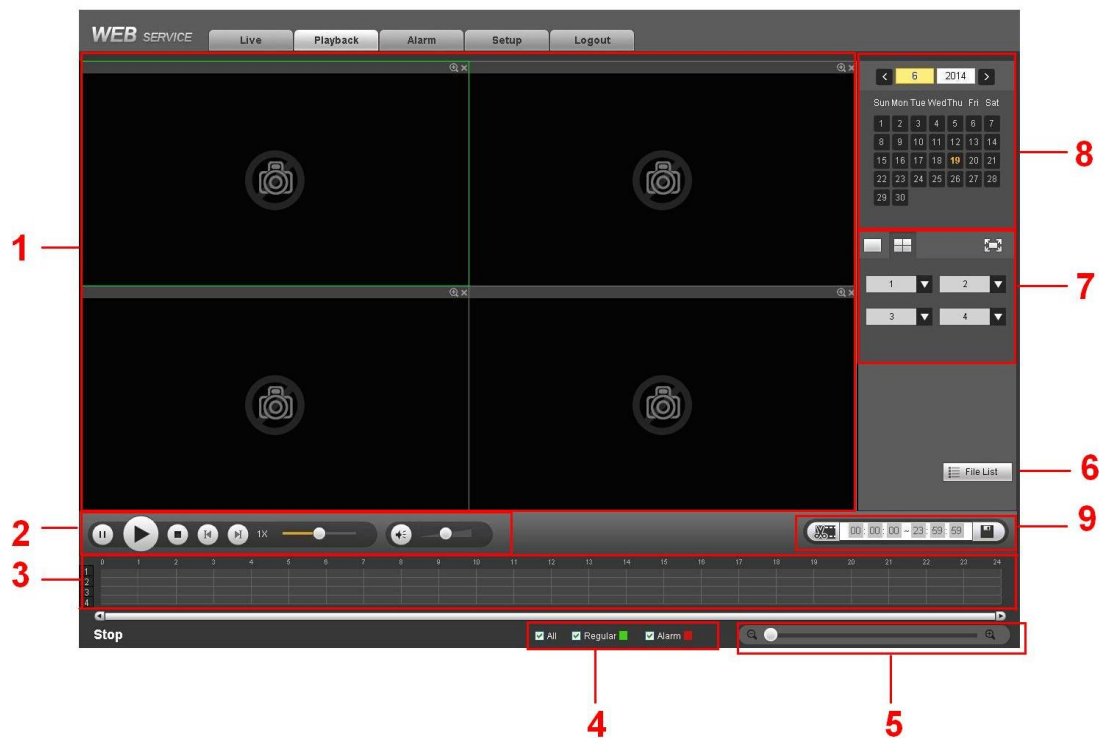 WEB SERVICE
Live
Playback
Alarm
Setup
Logout
6 2014
Sun Mon Tue Wed Thu Fri Sat
1 2 3 4 5 6 7
8 9 10 11 12 13 14
15 16 17 18 19 20 21
22 23 24 25 26 27 28
29 30
8
1
1 2
3 4
7
File List
6
2
1X
00 : 00 : 00 ~ 23 : 59 : 59
9
3
0 1 2 3 4 5 6 7 8 9 10 11 12 13 14 15 16 17 18 19 20 21 22 23 24
1
2
3
4
Stop
All
Regular
Alarm
4
5